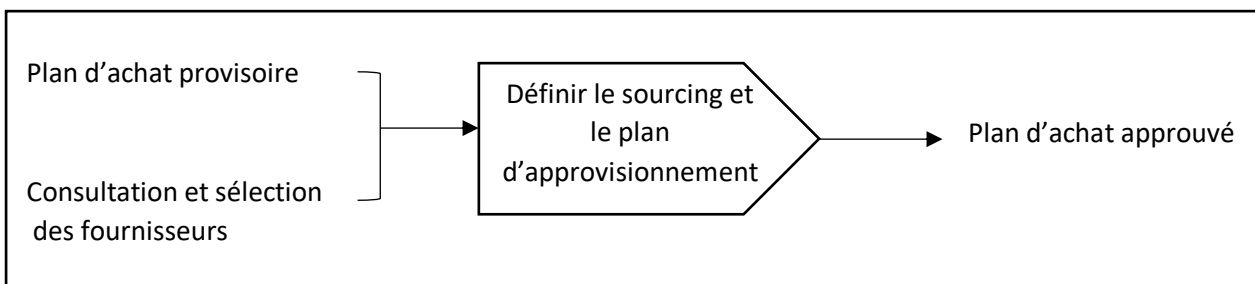 Plan d’achat provisoire
Consultation et sélection
des fournisseurs
Définir le sourcing et
le plan
d’approvisionnement
Plan d’achat approuvé